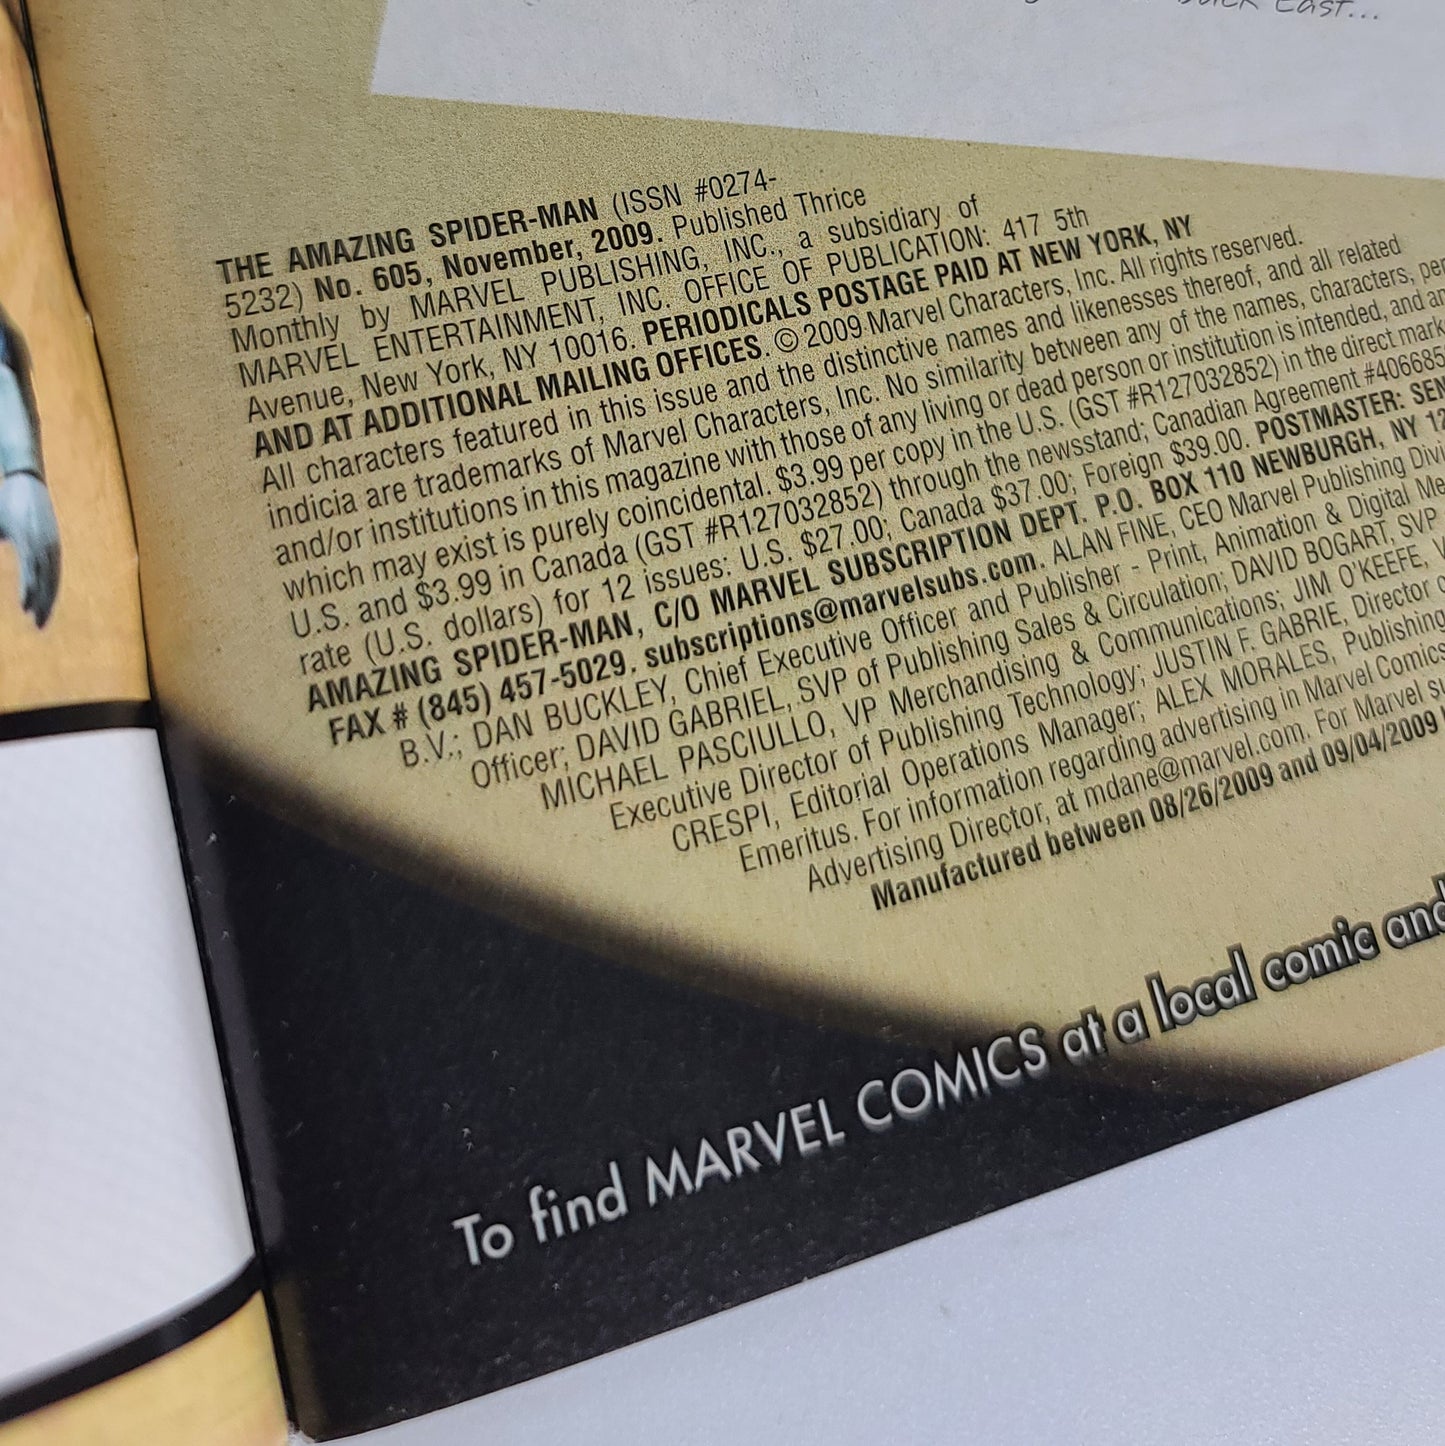 East...
THE AMAZING SPIDER-MAN (ISSN #0274-
5232) No. 605, November, 2009. Published Thrice
Monthly by MARVEL PUBLISHING, INC., a subsidiary of
MARVEL ENTERTAINMENT, INC. OFFICE OF PUBLICATION: 417 5th
Avenue, New York, NY 10016. PERIODICALS POSTAGE PAID AT NEW YORK, NY
AND AT ADDITIONAL MAILING OFFICES. © 2009 Marvel Characters, Inc. All rights reserved.
All characters featured in this issue and the distinctive names and likenesses thereof, and all related
indicia are trademarks of Marvel Characters, Inc. No similarity between any of the names, characters,
and/or institutions in this magazine with those of any living or dead person or institution is intended, and
which may exist is purely coincidental. $3.99 per copy in the U.S. (GST #R127032852) in the direct
U.S. and $3.99 in Canada (GST #R127032852) through the newsstand; Canadian Agreement
rate (U.S. dollars) for 12 issues: U.S. $27.00; Canada $37.00; Foreign $39.00. POSTMASTER:
AMAZING SPIDER-MAN, C/O MARVEL SUBSCRIPTION DEPT. P.O. BOX 110 NEWBURGH, NY
FAX # (845) 457-5029. subscriptions@marvelsubs.com. ALAN FINE, CEO Marvel Publishing
B.V.; DAN BUCKLEY, Chief Executive Officer and Publisher - Print, Animation & Digital
Officer; DAVID GABRIEL, SVP of Publishing Sales & Circulation; DAVID BOGART, SVP
MICHAEL PASCIULLO, VP Merchandising & Communications; JIM O'KEEFE,
Executive Director of Publishing Technology; JUSTIN F. GABRIE, Director
CRESPI, Editorial Operations Manager; ALEX MORALES, Publishing
Emeritus. For information regarding advertising in Marvel Comics
Advertising Director, at mdane@marvel.com. For Marvel
Manufactured between 08/26/2009 and 09/04/2009
To find MARVEL COMICS at a local comic and